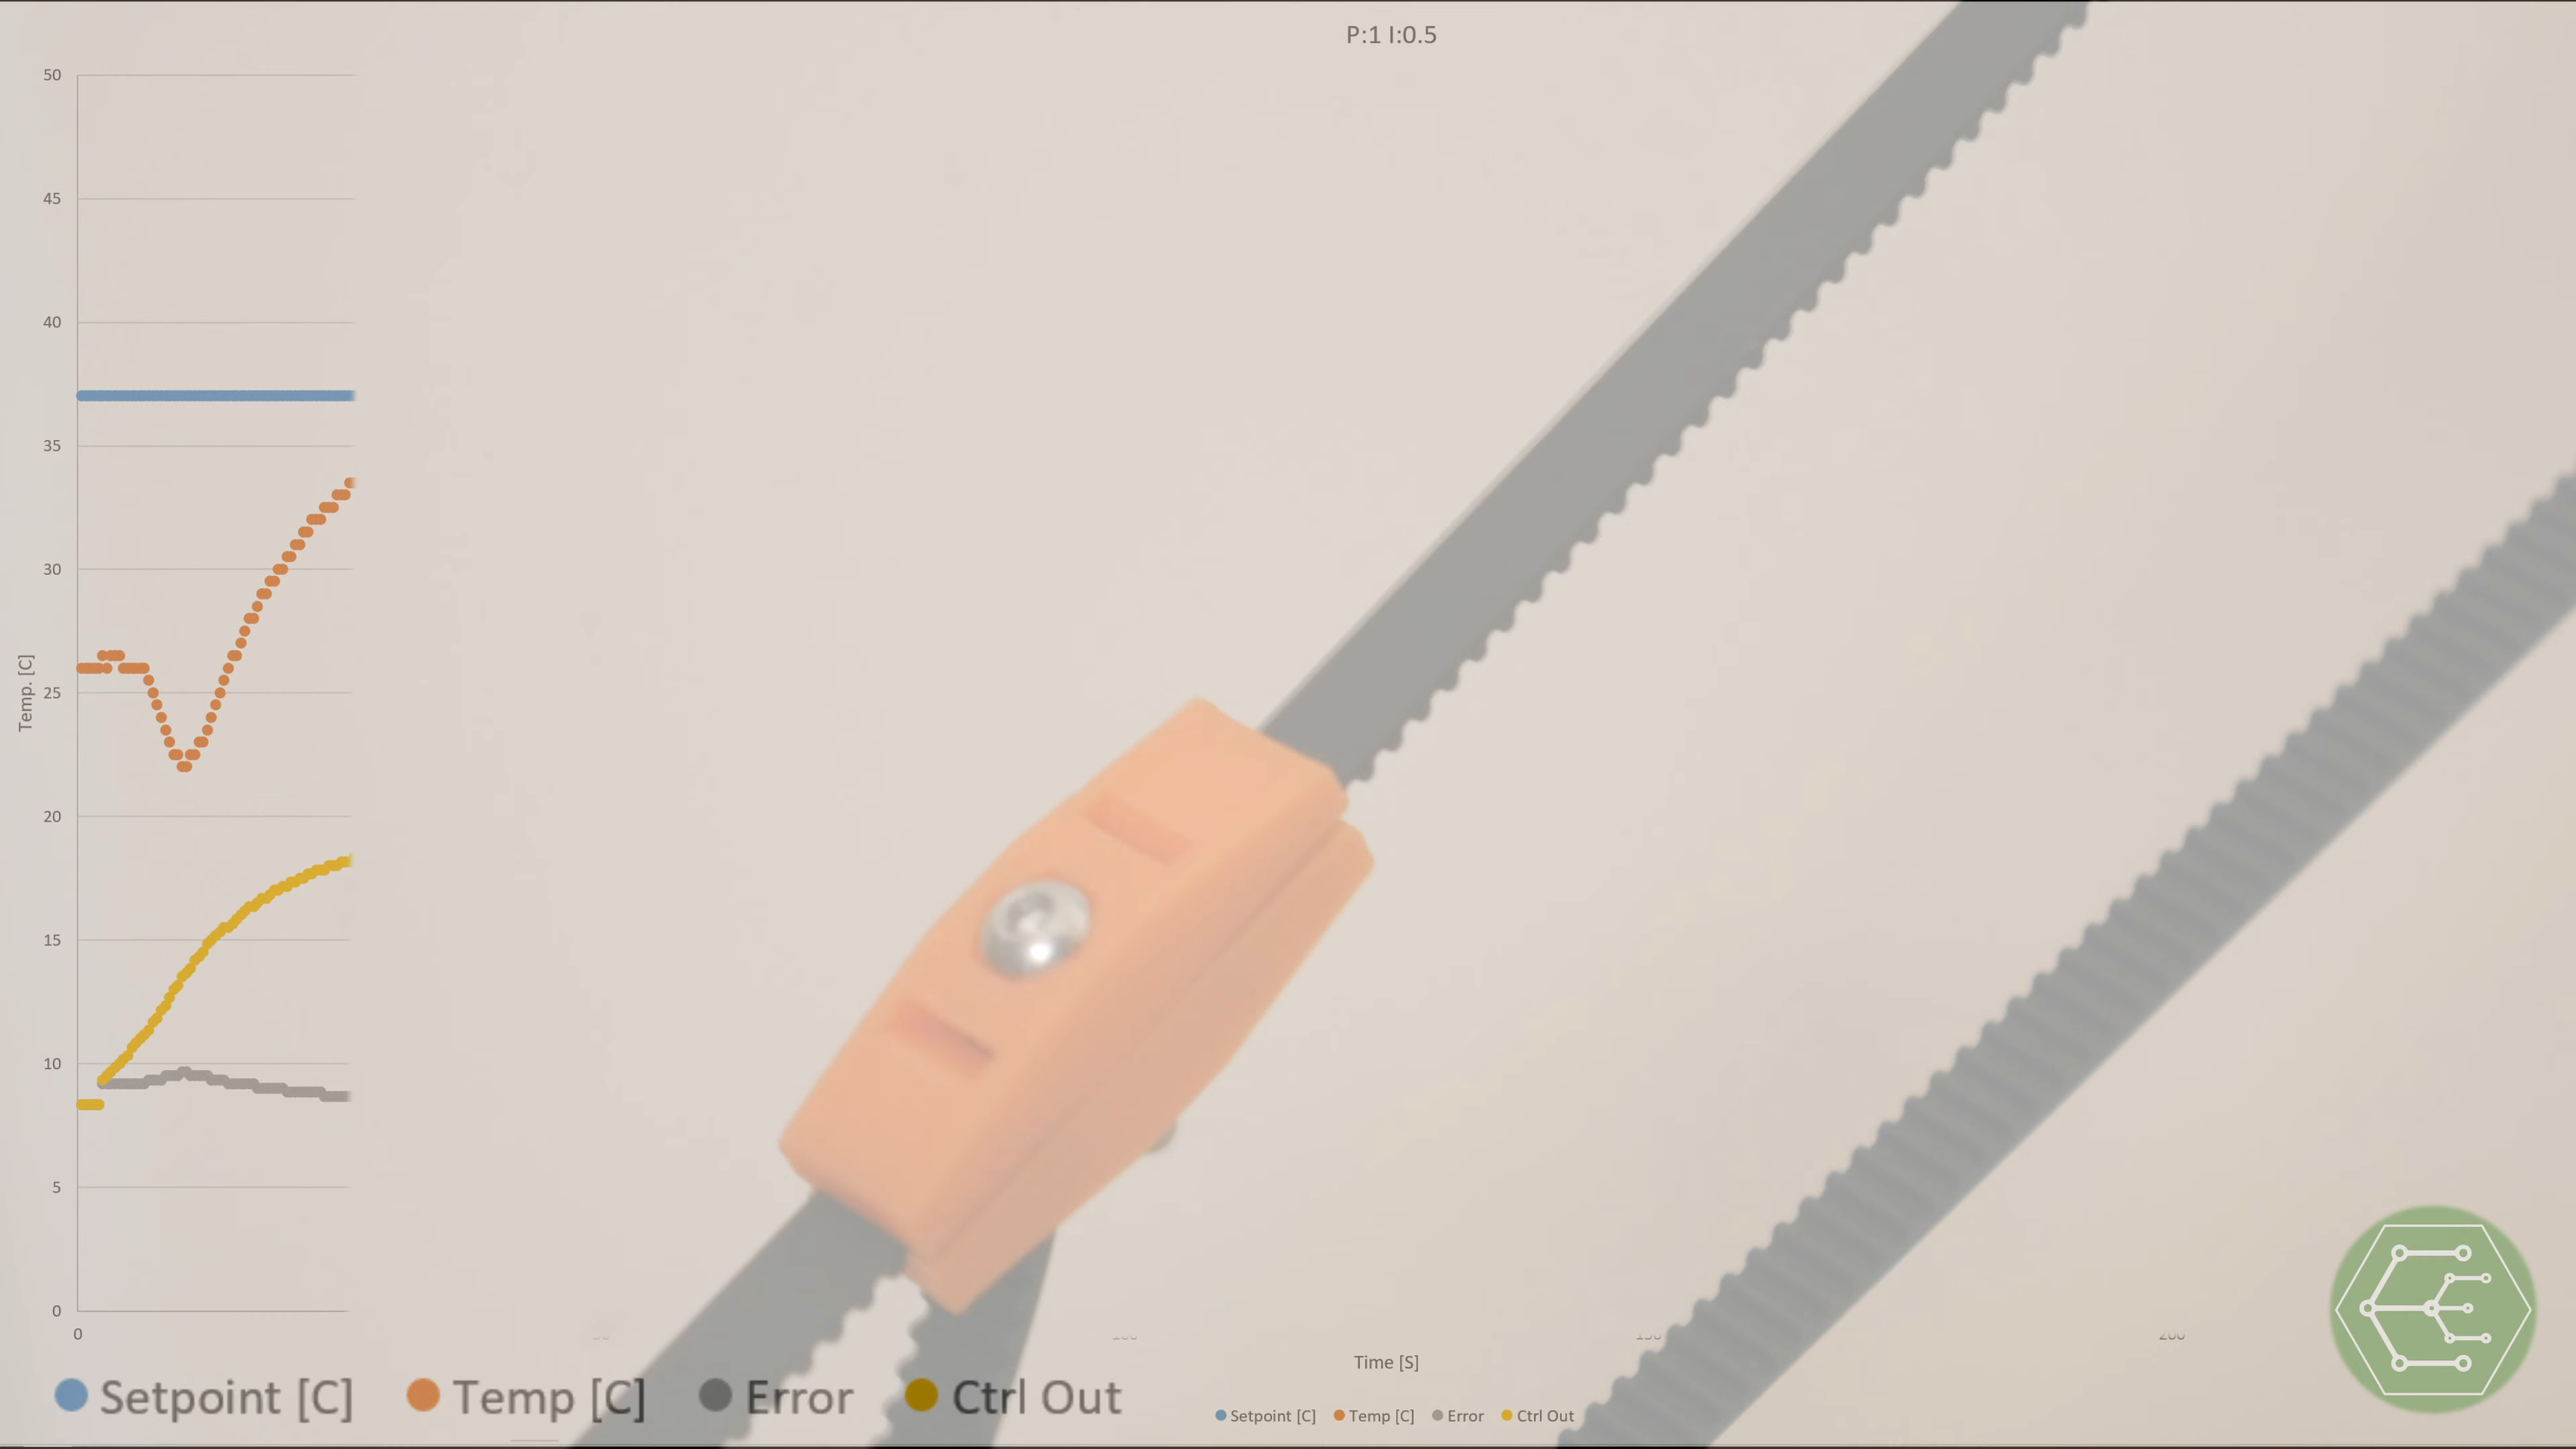 P:1 I:0.5
50
45
40
35
30
25
20
15
10
5
0
Temp. [C]
0
Time [S]
Setpoint [C] Temp [C] Error Ctrl Out
Setpoint [C] Temp [C] Error Ctrl Out